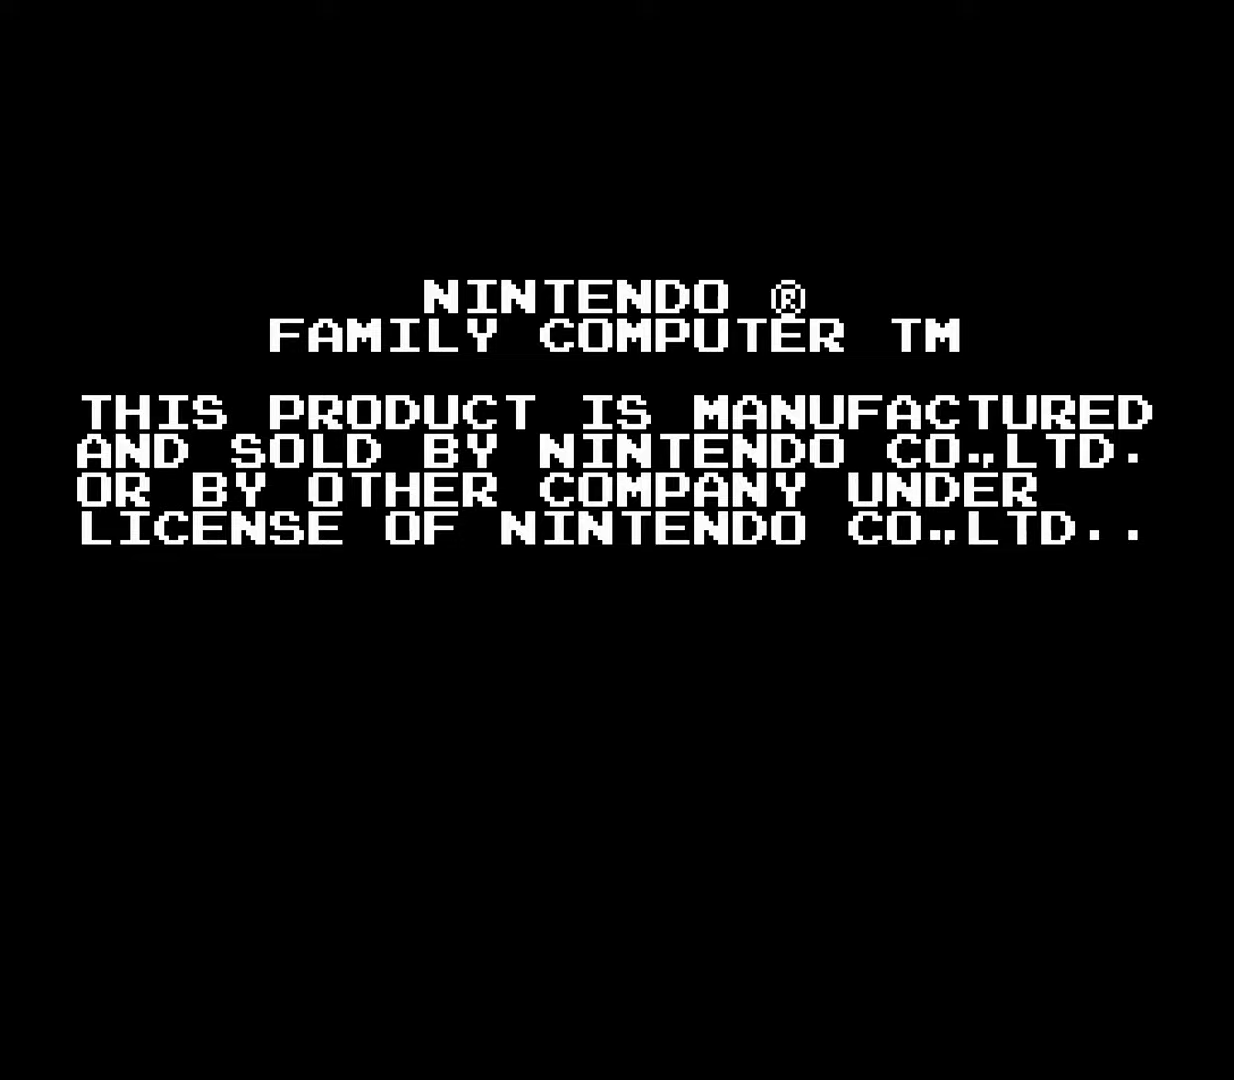 NINTENDO ®
FAMILY COMPUTER TM
THIS PRODUCT IS MANUFACTURED
AND SOLD BY NINTENDO CO.,LTD.
OR BY OTHER COMPANY UNDER
LICENSE OF NINTENDO CO.,LTD..